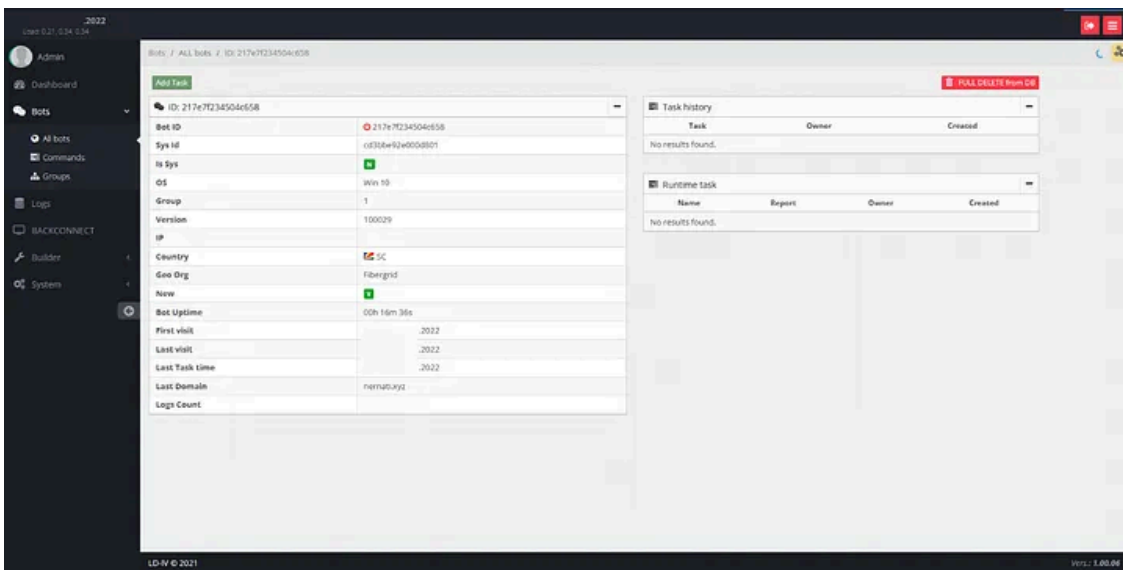 .2022
Admin
Dashboard
Bots
All bots
Commands
Groups
Logs
BACKCONNECT
Builder
System
Bots / ALL bots / ID: 217e7f234504c658
Add Task
FULL DELETE from DB
ID: 217e7f234504c658
Bot ID 217e7f234504c658
Sys Id
Is Sys N
OS Win 10
Group 1
Version 100029
IP
Country SC
Geo Org Fibergrid
New Y
Bot Uptime 00h 16m 36s
First visit .2022
Last visit .2022
Last Task time .2022
Last Domain
Logs Count
Task history
Task Owner Created
No results found.
Runtime task
Name Report Owner Created
No results found.
LD-IV © 2021
Vers.: 1.00.06